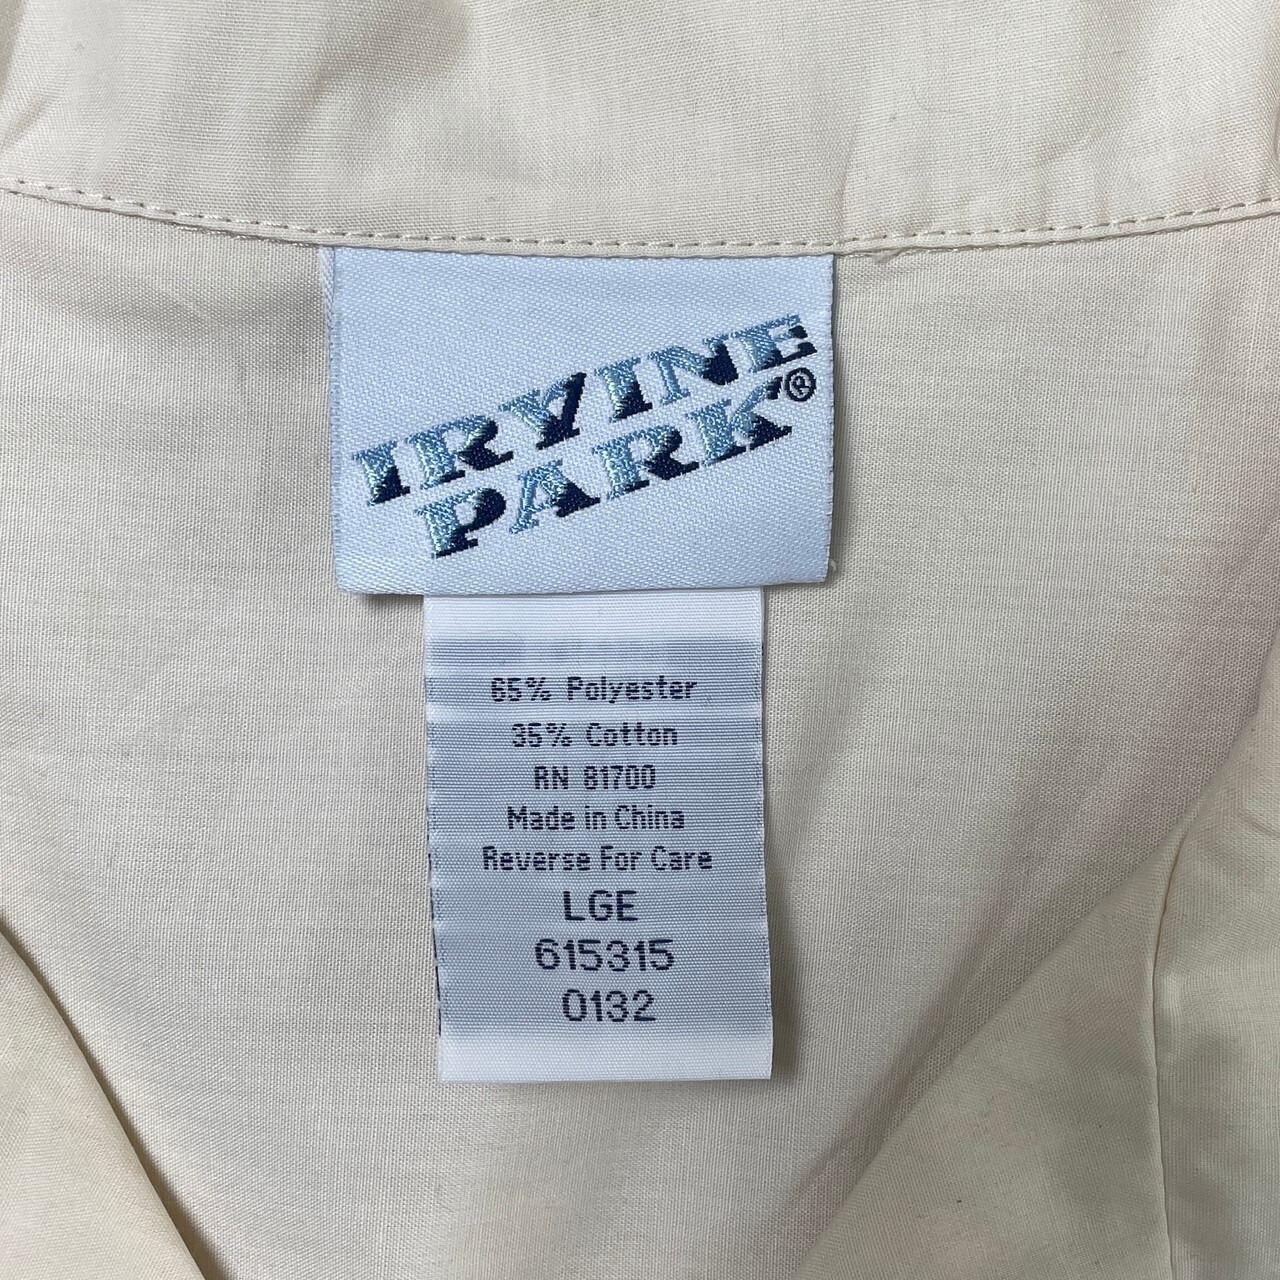 IRVINE
PARK®
65% Polyester
35% Cotton
RN 81700
Made in China
Reverse For Care
LGE
615315
0132